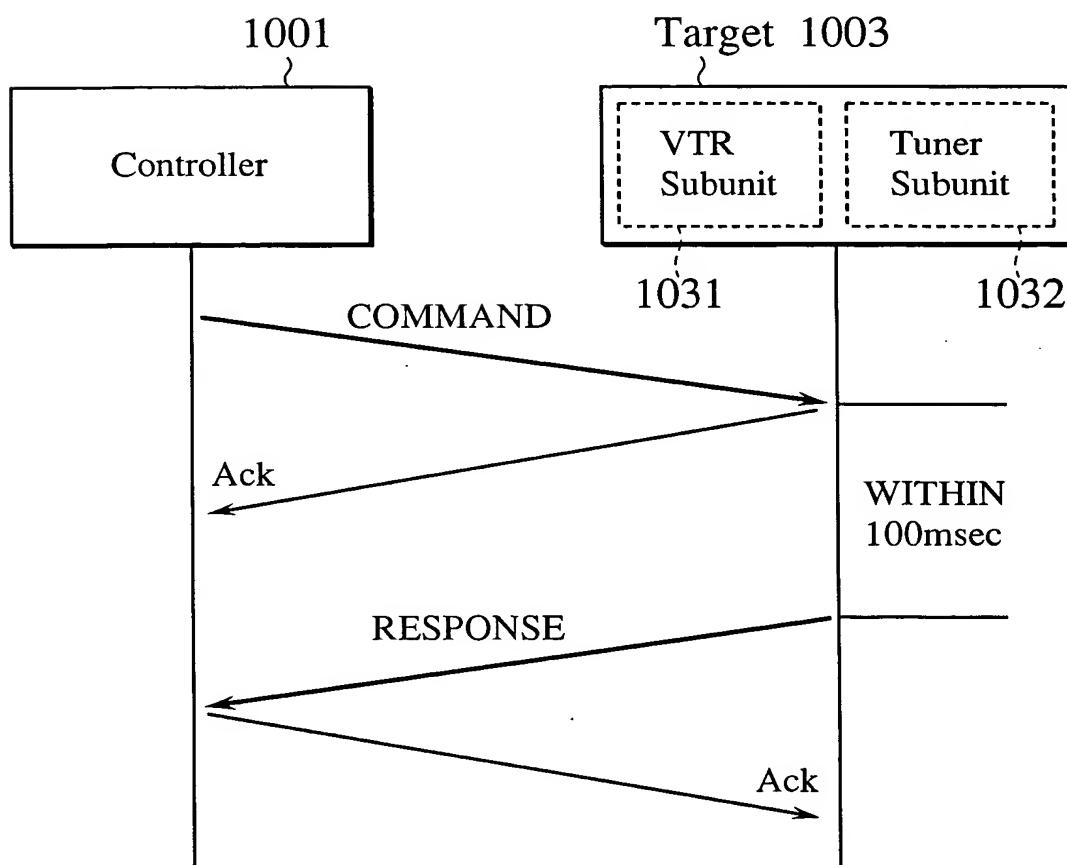 1001
Target 1003
Controller
VTR
Subunit
Tuner
Subunit
1031
1032
COMMAND
Ack
WITHIN
100msec
RESPONSE
Ack